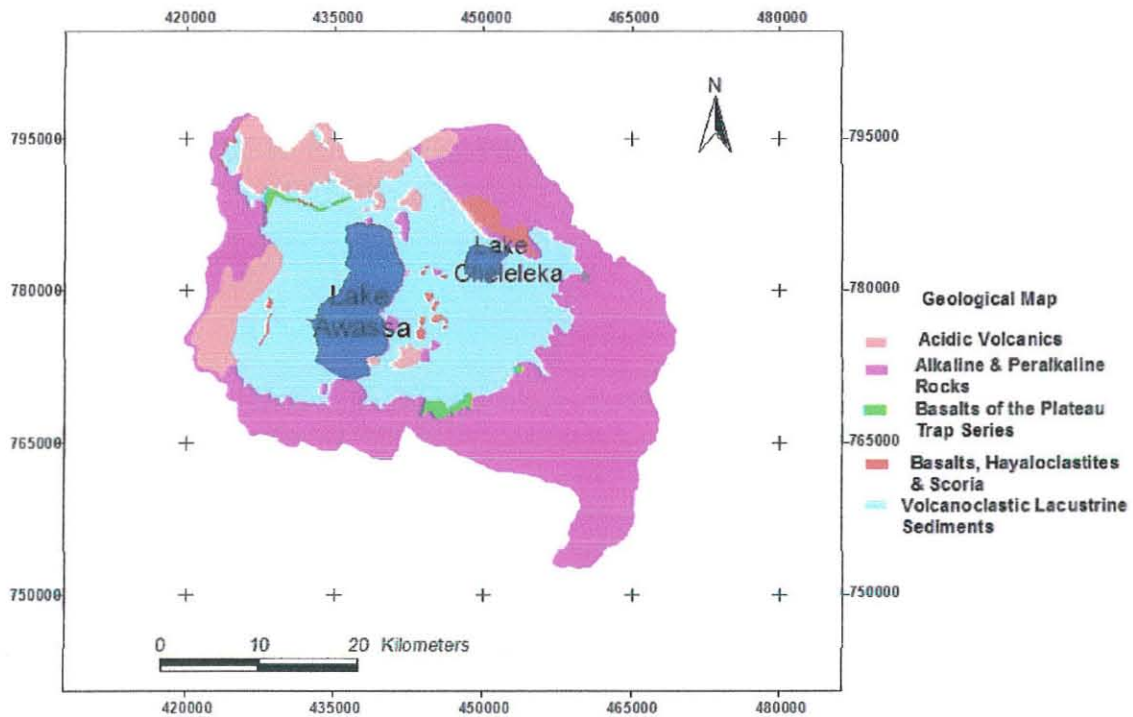 420000 435000 450000 465000 480000
N
795000 795000
Lake
Cheleleka
780000 780000
Lake
Awassa
Geological Map
Acidic Volcanics
Alkaline & Peralkaline
Rocks
Basalts of the Plateau
Trap Series
765000 765000
Basalts, Hayaloclastites
& Scoria
Volcanoclastic Lacustrine
Sediments
750000 750000
0 10 20 Kilometers
420000 435000 450000 465000 480000